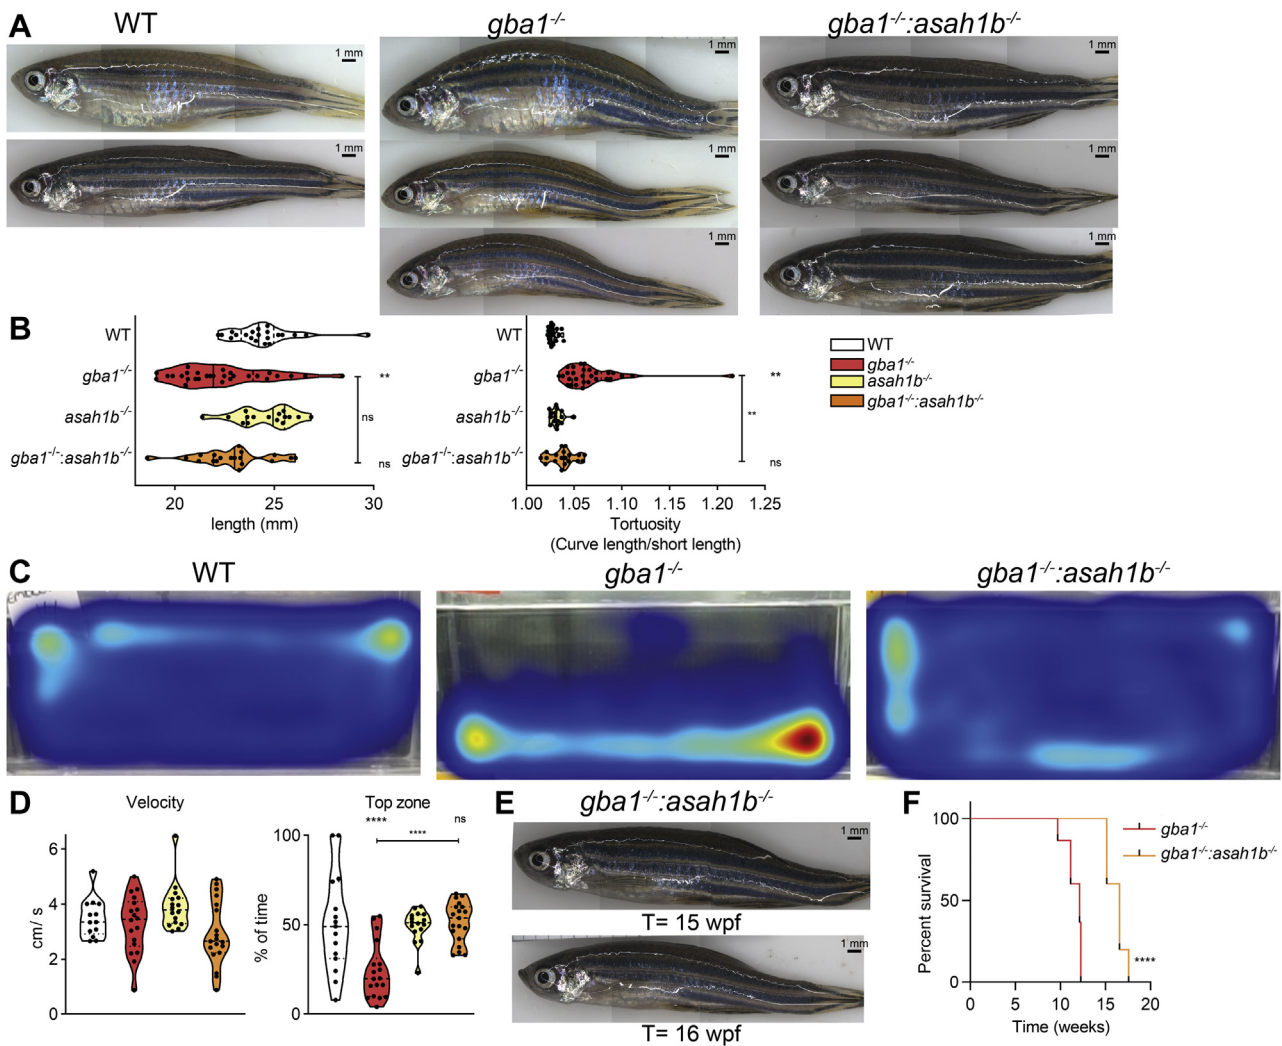 A
WT
gba1-/-
gba1-/-:asah1b-/-
1 mm
1 mm
1 mm
1 mm
1 mm
1 mm
1 mm
1 mm
B
WT
gba1-/-
asah1b-/-
gba1-/-:asah1b-/-
**
ns
ns
20
25
30
length (mm)
WT
gba1-/-
gba1-/-:asah1b-/-
asah1b-/-
**
**
ns
1.00
1.05
1.10
1.15
1.20
1.25
Tortuosity
(Curve length/short length)
WT
gba1-/-
asah1b-/-
gba1-/-:asah1b-/-
C
WT
gba1-/-
gba1-/-:asah1b-/-
D
Velocity
6
4
2
0
cm/ s
Top zone
****
****
ns
100
50
0
% of time
E
gba1-/-:asah1b-/-
1 mm
T= 15 wpf
1 mm
T= 16 wpf
F
100
50
0
Percent survival
gba1-/-
gba1-/-:asah1b-/-
****
0
5
10
15
20
Time (weeks)